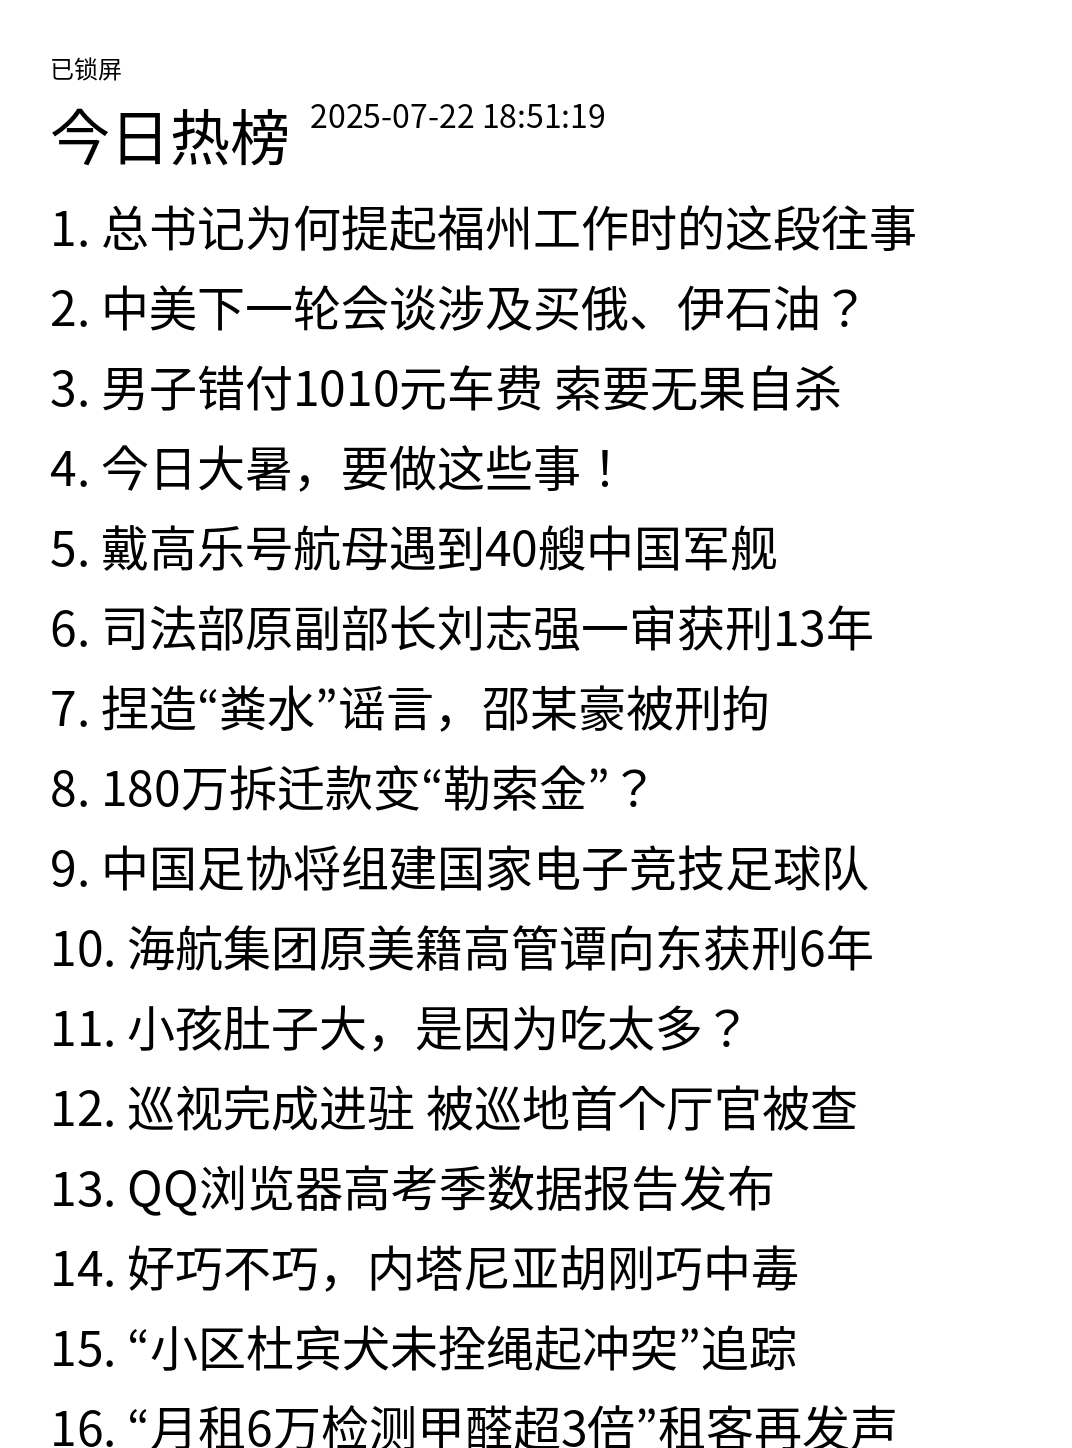 已锁屏
今日热榜 2025-07-22 18:51:19
1. 总书记为何提起福州工作时的这段往事
2. 中美下一轮会谈涉及买俄、伊石油？
3. 男子错付1010元车费 索要无果自杀
4. 今日大暑，要做这些事！
5. 戴高乐号航母遇到40艘中国军舰
6. 司法部原副部长刘志强一审获刑13年
7. 捏造“粪水”谣言，邵某豪被刑拘
8. 180万拆迁款变“勒索金”？
9. 中国足协将组建国家电子竞技足球队
10. 海航集团原美籍高管谭向东获刑6年
11. 小孩肚子大，是因为吃太多？
12. 巡视完成进驻 被巡地首个厅官被查
13. QQ浏览器高考季数据报告发布
14. 好巧不巧，内塔尼亚胡刚巧中毒
15. “小区杜宾犬未拴绳起冲突”追踪
16. “月租6万检测甲醛超3倍”租客再发声